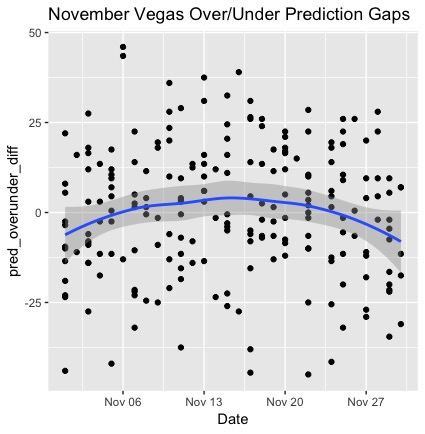 November Vegas Over/Under Prediction Gaps
pred_overunder_diff
50
25
0
-25
Nov 06
Nov 13
Nov 20
Nov 27
Date